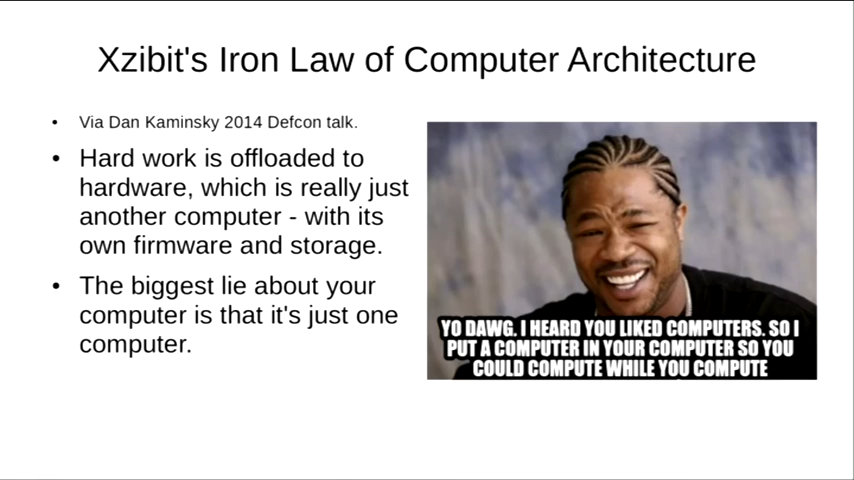 Xzibit's Iron Law of Computer Architecture
• Via Dan Kaminsky 2014 Defcon talk.
• Hard work is offloaded to
hardware, which is really just
another computer - with its
own firmware and storage.
• The biggest lie about your
computer is that it's just one
computer.
YO DAWG. I HEARD YOU LIKED COMPUTERS. SO I
PUT A COMPUTER IN YOUR COMPUTER SO YOU
COULD COMPUTE WHILE YOU COMPUTE